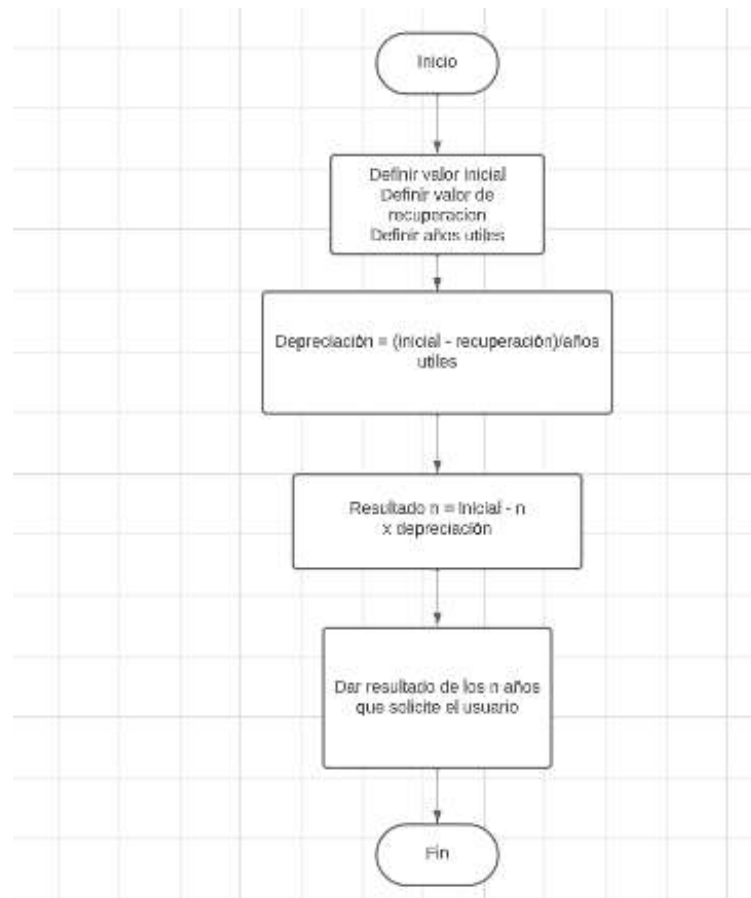 Inicio
Definir valor inicial
Definir valor de
recuperacion
Definir años utiles
Depreciación = (inicial - recuperación)/años
utiles
Resultado n = Inicial - n
x depreciación
Dar resultado de los n años
que solicite el usuario
Fin